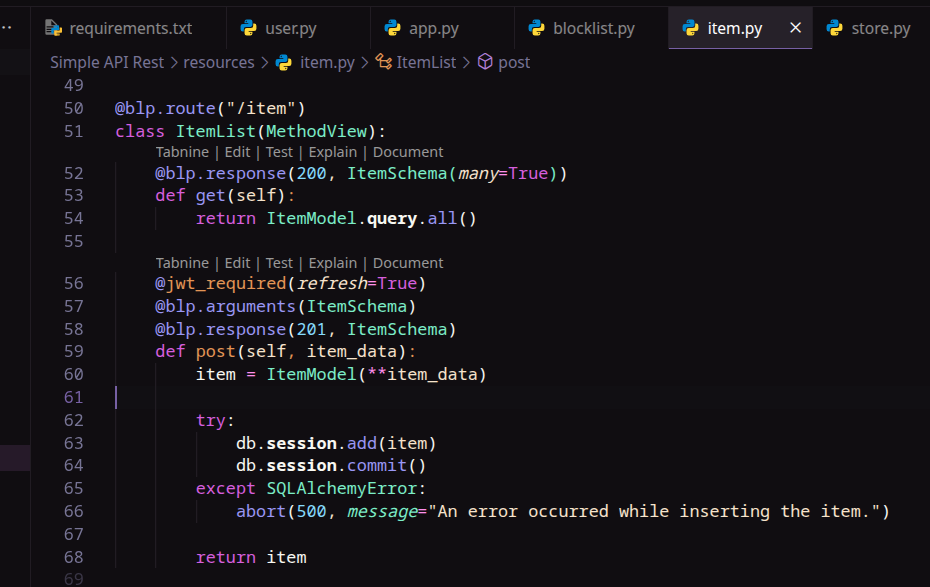 requirements.txt user.py app.py blocklist.py item.py × store.py
Simple API Rest > resources > item.py > ItemList > post
49
50 @blp.route("/item")
51 class ItemList(MethodView):
Tabnine | Edit | Test | Explain | Document
52 @blp.response(200, ItemSchema(many=True))
53 def get(self):
54 return ItemModel.query.all()
55
Tabnine | Edit | Test | Explain | Document
56 @jwt_required(refresh=True)
57 @blp.arguments(ItemSchema)
58 @blp.response(201, ItemSchema)
59 def post(self, item_data):
60 item = ItemModel(**item_data)
61
62 try:
63 db.session.add(item)
64 db.session.commit()
65 except SQLAlchemyError:
66 abort(500, message="An error occurred while inserting the item.")
67
68 return item
69